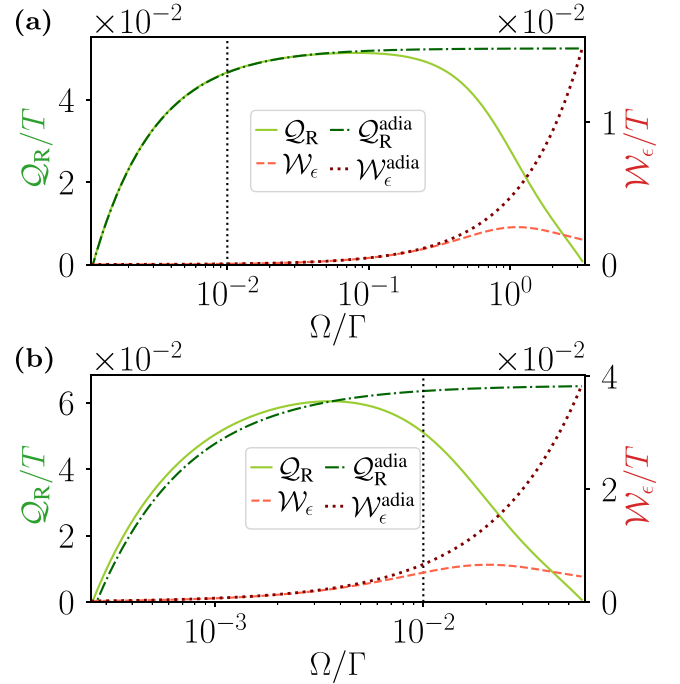 (a)
×10⁻² ×10⁻²
4
2
0
1
0
𝒬_R/T
𝒲_ϵ/T
𝒬_R 𝒬_R^adia
𝒲_ϵ 𝒲_ϵ^adia
10⁻² 10⁻¹ 10⁰
Ω/Γ
(b)
×10⁻² ×10⁻²
6
4
2
0
4
2
0
𝒬_R/T
𝒲_ϵ/T
𝒬_R 𝒬_R^adia
𝒲_ϵ 𝒲_ϵ^adia
10⁻³ 10⁻²
Ω/Γ